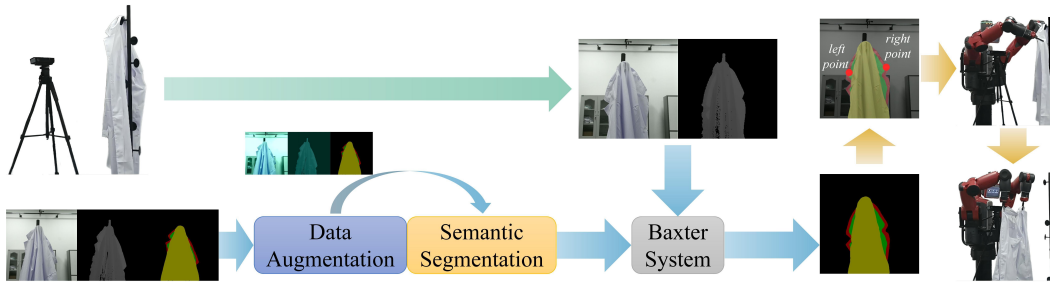 left
point
right
point
Data
Augmentation
Semantic
Segmentation
Baxter
System